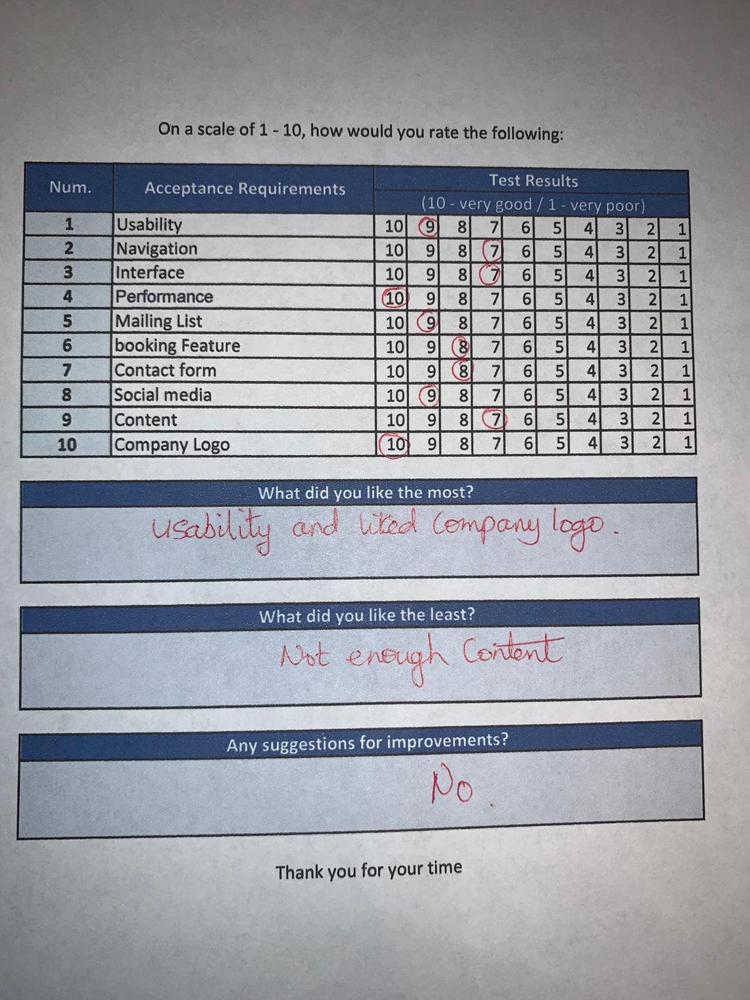 On a scale of 1 - 10, how would you rate the following:
Num. Acceptance Requirements Test Results
(10 - very good / 1 - very poor)
1 Usability 10 9 8 7 6 5 4 3 2 1
2 Navigation 10 9 8 7 6 5 4 3 2 1
3 Interface 10 9 8 7 6 5 4 3 2 1
4 Performance 10 9 8 7 6 5 4 3 2 1
5 Mailing List 10 9 8 7 6 5 4 3 2 1
6 booking Feature 10 9 8 7 6 5 4 3 2 1
7 Contact form 10 9 8 7 6 5 4 3 2 1
8 Social media 10 9 8 7 6 5 4 3 2 1
9 Content 10 9 8 7 6 5 4 3 2 1
10 Company Logo 10 9 8 7 6 5 4 3 2 1
What did you like the most?
Usability and liked Company logo.
What did you like the least?
Not enough Content
Any suggestions for improvements?
No.
Thank you for your time